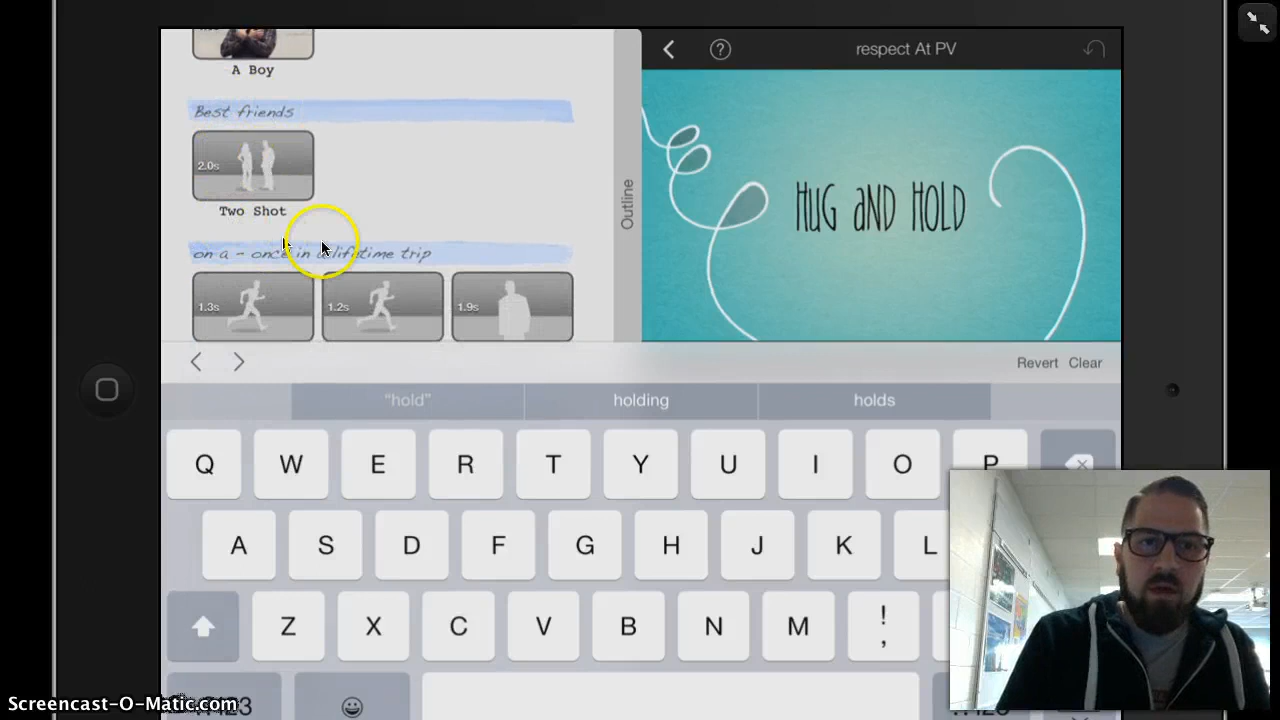 respect At PV
A Boy
Best friends
2.0s
Two Shot
on a - once in a lifetime trip
1.3s
1.2s
1.9s
Outline
HUG aND HOLD
Revert
Clear
"hold"
holding
holds
Q W E R T Y U I O P
A S D F G H J K L
Z X C V B N M ! ,
Screencast-O-Matic.com